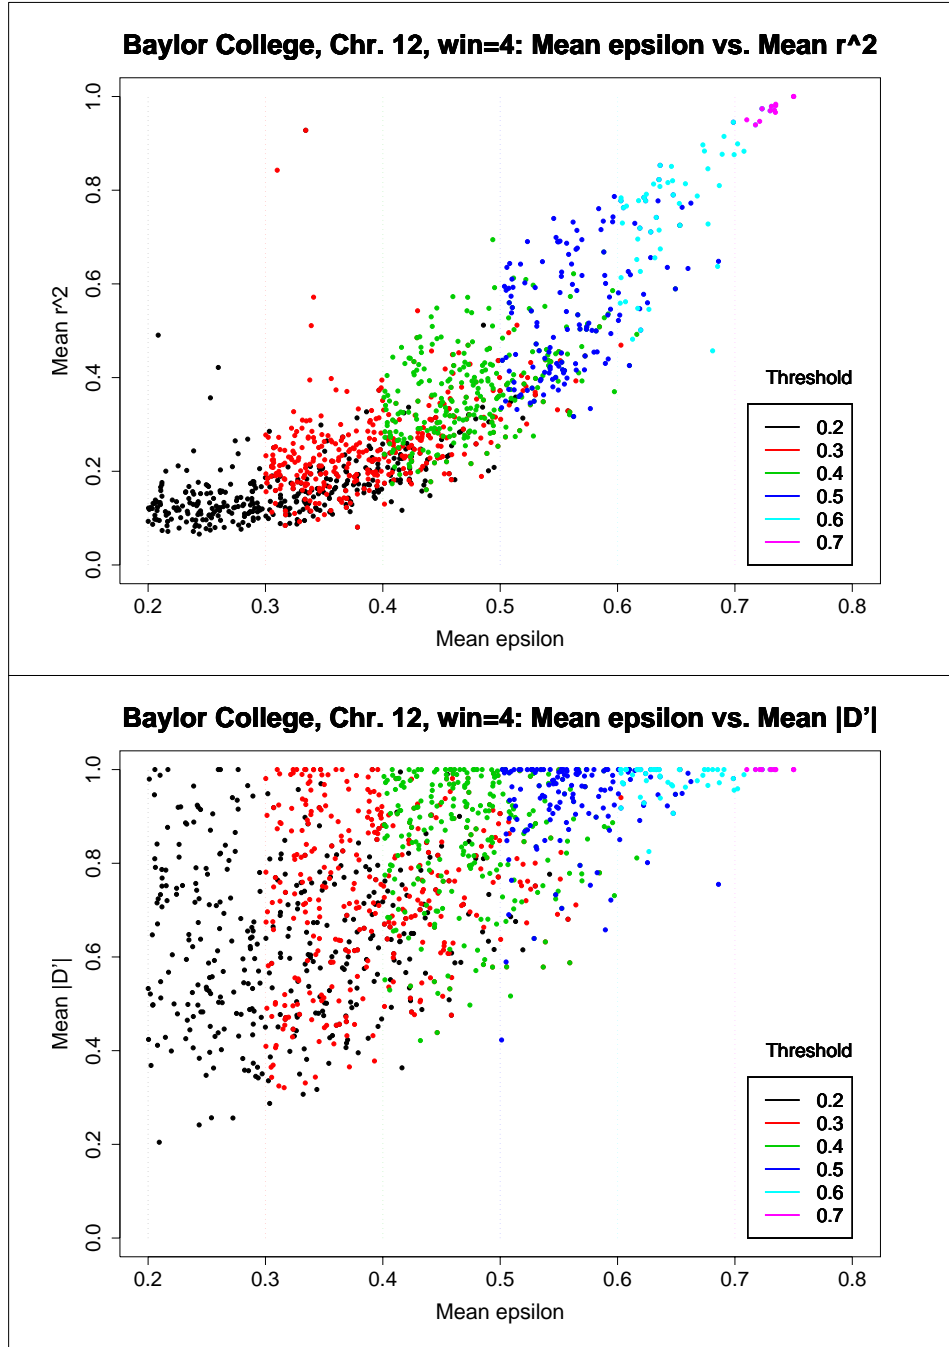 Baylor College, Chr. 12, win=4: Mean epsilon vs. Mean r^2
1.0
0.8
0.6
0.4
0.2
0.0
Mean r^2
Threshold
0.2
0.3
0.4
0.5
0.6
0.7
0.2 0.3 0.4 0.5 0.6 0.7 0.8
Mean epsilon
Baylor College, Chr. 12, win=4: Mean epsilon vs. Mean |D'|
1.0
0.8
0.6
0.4
0.2
0.0
Mean |D'|
Threshold
0.2
0.3
0.4
0.5
0.6
0.7
0.2 0.3 0.4 0.5 0.6 0.7 0.8
Mean epsilon